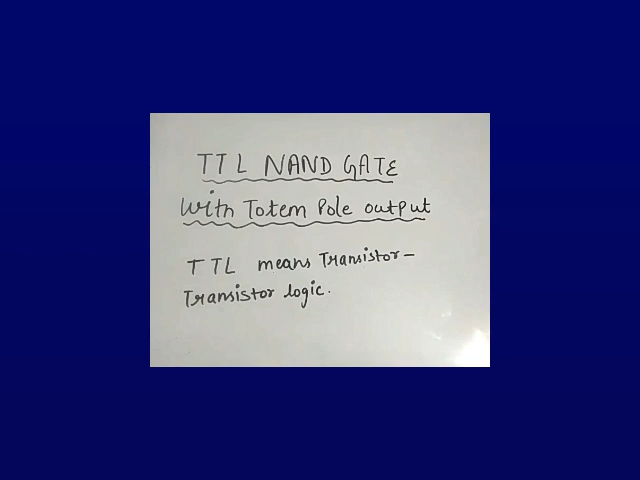 TTL NAND GATE
With Totem Pole output
TTL means Transistor-
Transistor logic.